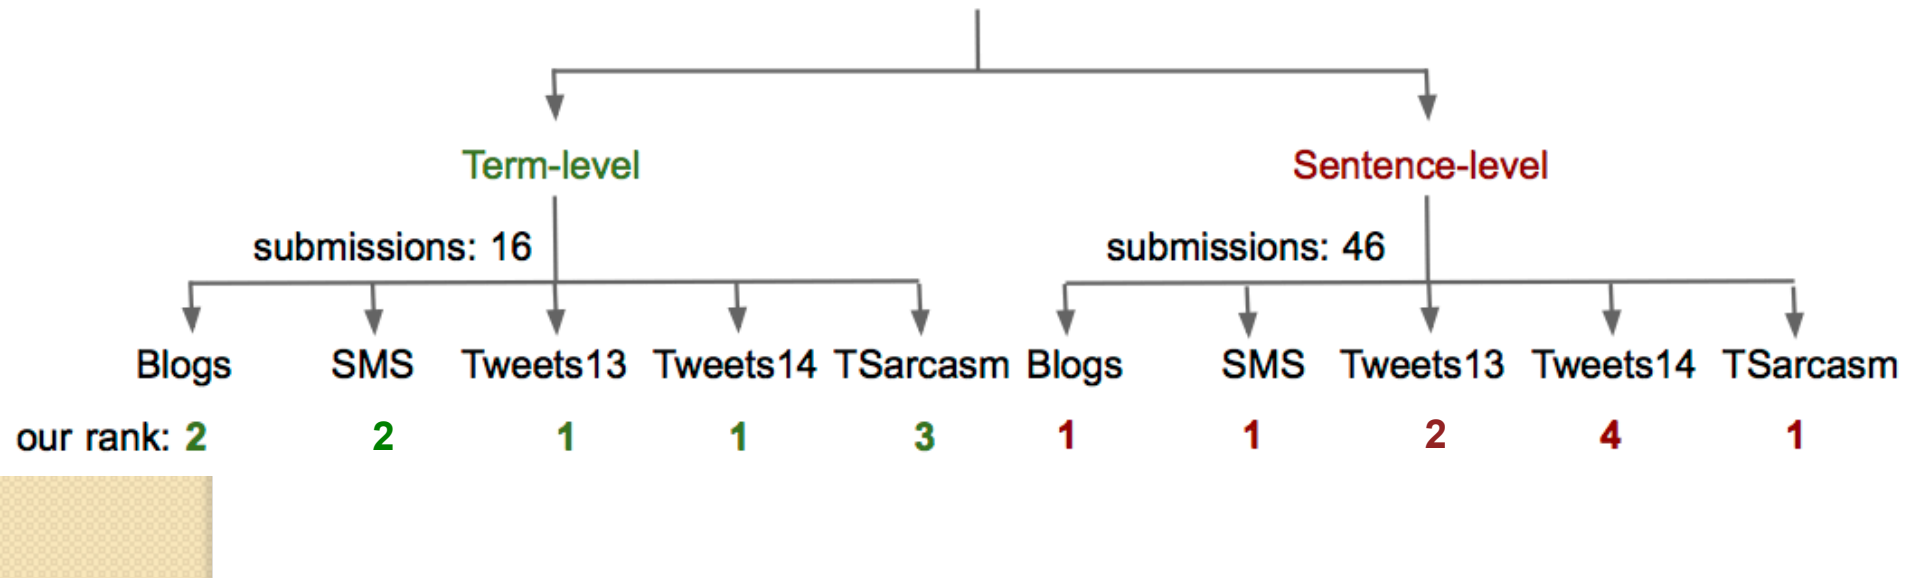 Term-level Sentence-level
submissions: 16 submissions: 46
Blogs SMS Tweets13 Tweets14 TSarcasm Blogs SMS Tweets13 Tweets14 TSarcasm
our rank: 2 2 1 1 3 1 1 2 4 1